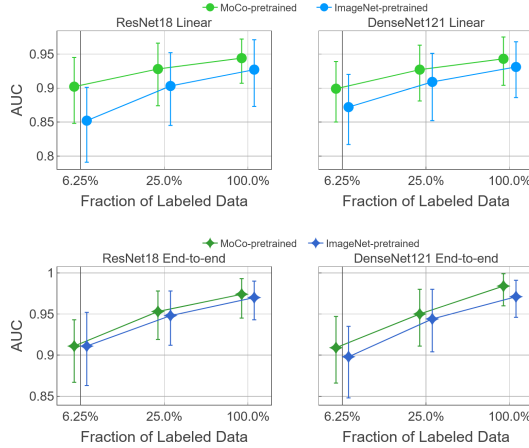 MoCo-pretrained ImageNet-pretrained
ResNet18 Linear DenseNet121 Linear
AUC
0.95
0.9
0.85
0.8
6.25% 25.0% 100.0% 6.25% 25.0% 100.0%
Fraction of Labeled Data Fraction of Labeled Data
MoCo-pretrained ImageNet-pretrained
ResNet18 End-to-end DenseNet121 End-to-end
AUC
1
0.95
0.9
0.85
6.25% 25.0% 100.0% 6.25% 25.0% 100.0%
Fraction of Labeled Data Fraction of Labeled Data